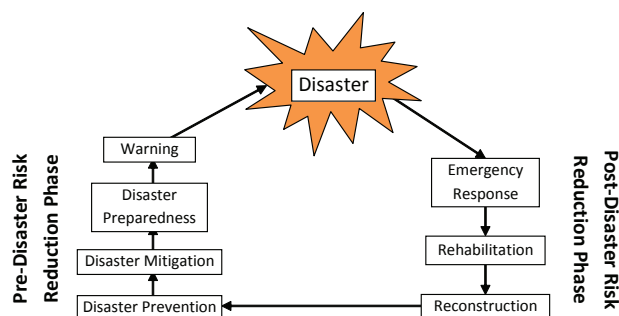 Disaster
Warning
Disaster
Preparedness
Disaster Mitigation
Disaster Prevention
Emergency
Response
Rehabilitation
Reconstruction
Pre-Disaster Risk
Reduction Phase
Post-Disaster Risk
Reduction Phase